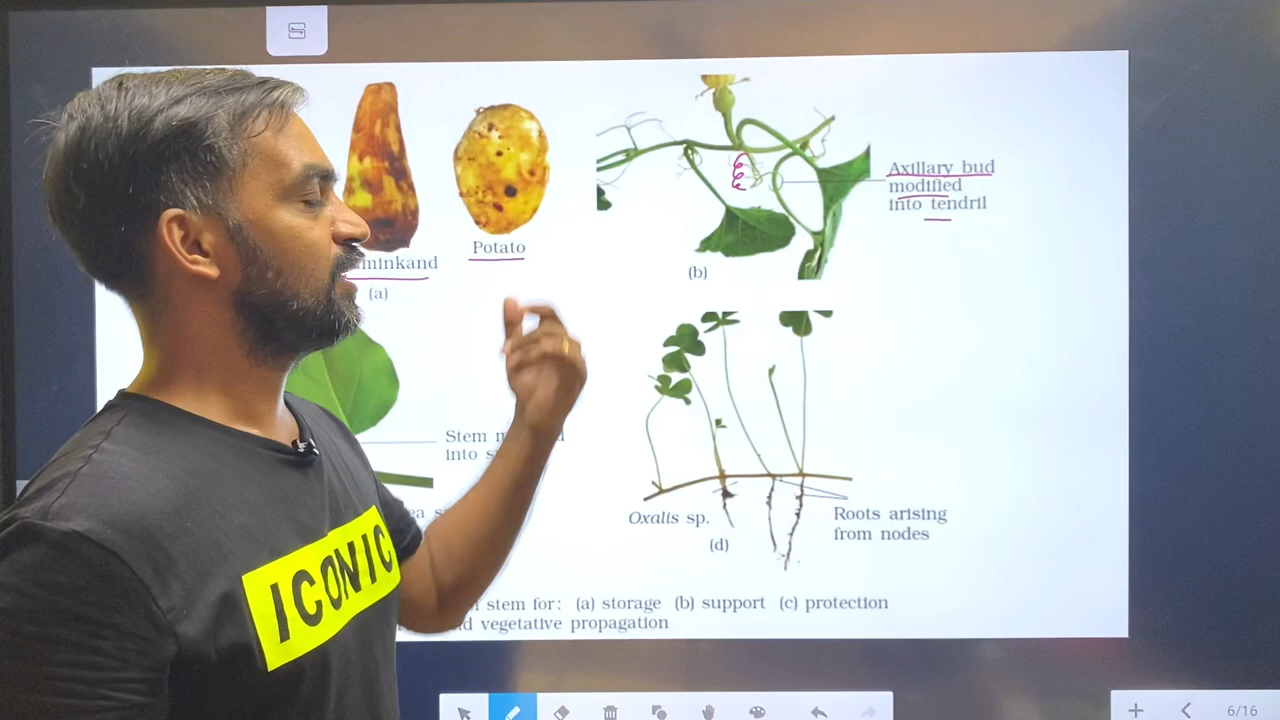 Potato
minkand
(a)
Axillary bud
modified
into tendril
(b)
Stem
into
Oxalis sp.
(d)
Roots arising
from nodes
stem for: (a) storage (b) support (c) protection
vegetative propagation
ICONIC
6/16